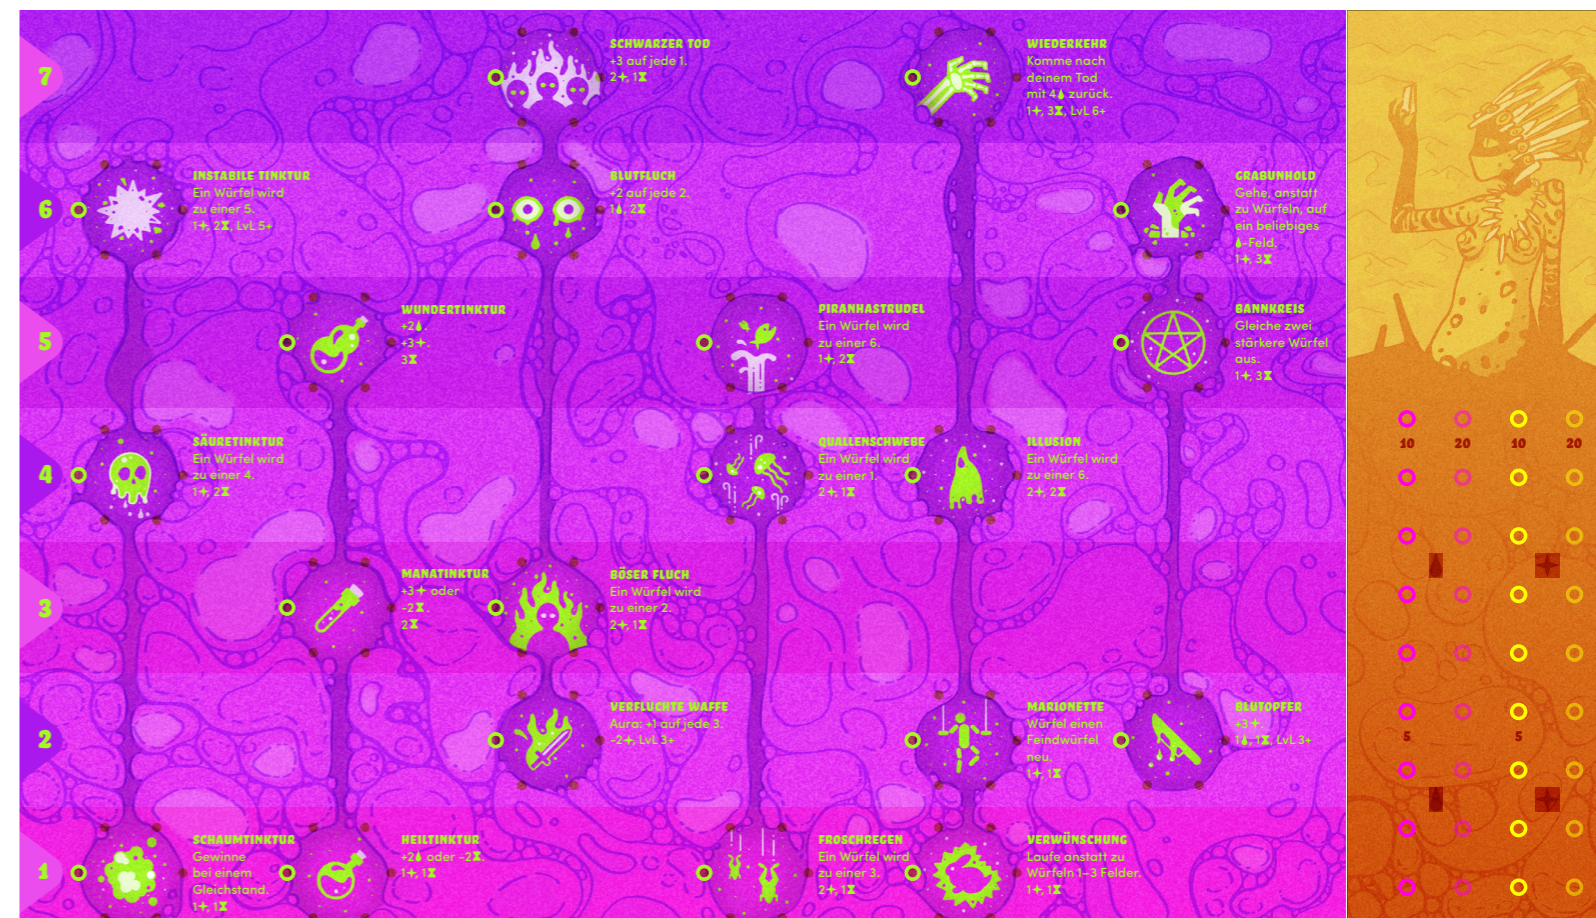 7
SCHWARZER TOD
+3 auf jede 1.
2✦, 1⧗
WIEDERKEHR
Komme nach
deinem Tod
mit 4💧 zurück.
1✦, 3⧗, LvL 6+
6
INSTABILE TINKTUR
Ein Würfel wird
zu einer 5.
1✦, 2⧗, LvL 5+
BLUTFLUCH
+2 auf jede 2.
1💧, 2⧗
GRABUNHOLD
Gehe, anstatt
zu Würfeln, auf
ein beliebiges
💧-Feld.
1✦, 3⧗
5
WUNDERTINKTUR
+2💧.
+3✦.
3⧗
PIRANHASTRUDEL
Ein Würfel wird
zu einer 6.
1✦, 2⧗
BANNKREIS
Gleiche zwei
stärkere Würfel
aus.
1✦, 3⧗
4
SÄURETINKTUR
Ein Würfel wird
zu einer 4.
1✦, 2⧗
QUALLENSCHWEBE
Ein Würfel wird
zu einer 1.
2✦, 1⧗
ILLUSION
Ein Würfel wird
zu einer 6.
2✦, 2⧗
3
MANATINKTUR
+3✦ oder
-2⧗.
2⧗
BÖSER FLUCH
Ein Würfel wird
zu einer 2.
2✦, 1⧗
2
VERFLUCHTE WAFFE
Aura: +1 auf jede 3.
-2✦, LvL 3+
MARIONETTE
Würfel einen
Feindwürfel
neu.
1✦, 1⧗
BLUTOPFER
+3✦.
1💧, 1⧗, LvL 3+
1
SCHAUMTINKTUR
Gewinne
bei einem
Gleichstand.
1✦, 1⧗
HEILTINKTUR
+2💧 oder -2⧗.
1✦, 1⧗
FROSCHREGEN
Ein Würfel wird
zu einer 3.
2✦, 1⧗
VERWÜNSCHUNG
Laufe anstatt zu
Würfeln 1-3 Felder.
1✦, 1⧗
10 20 10 20
5 5